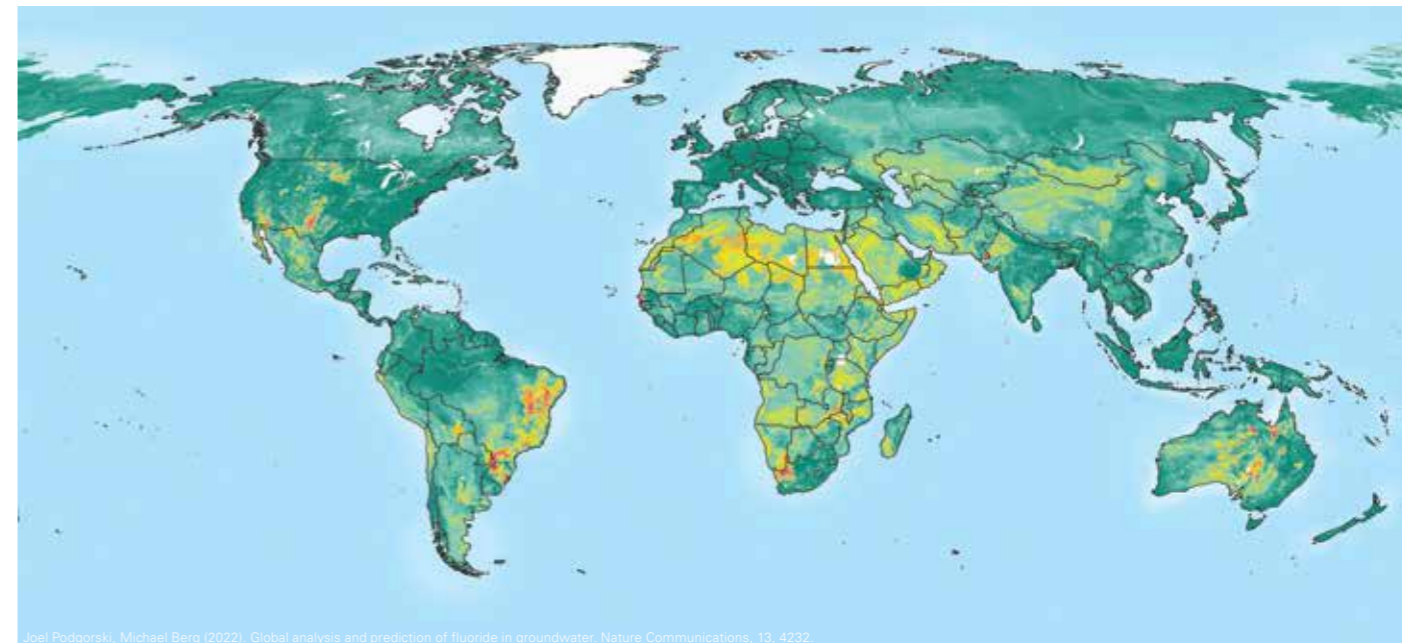 Joel Podgorski, Michael Berg (2022). Global analysis and prediction of fluoride in groundwater. Nature Communications, 13, 4232.